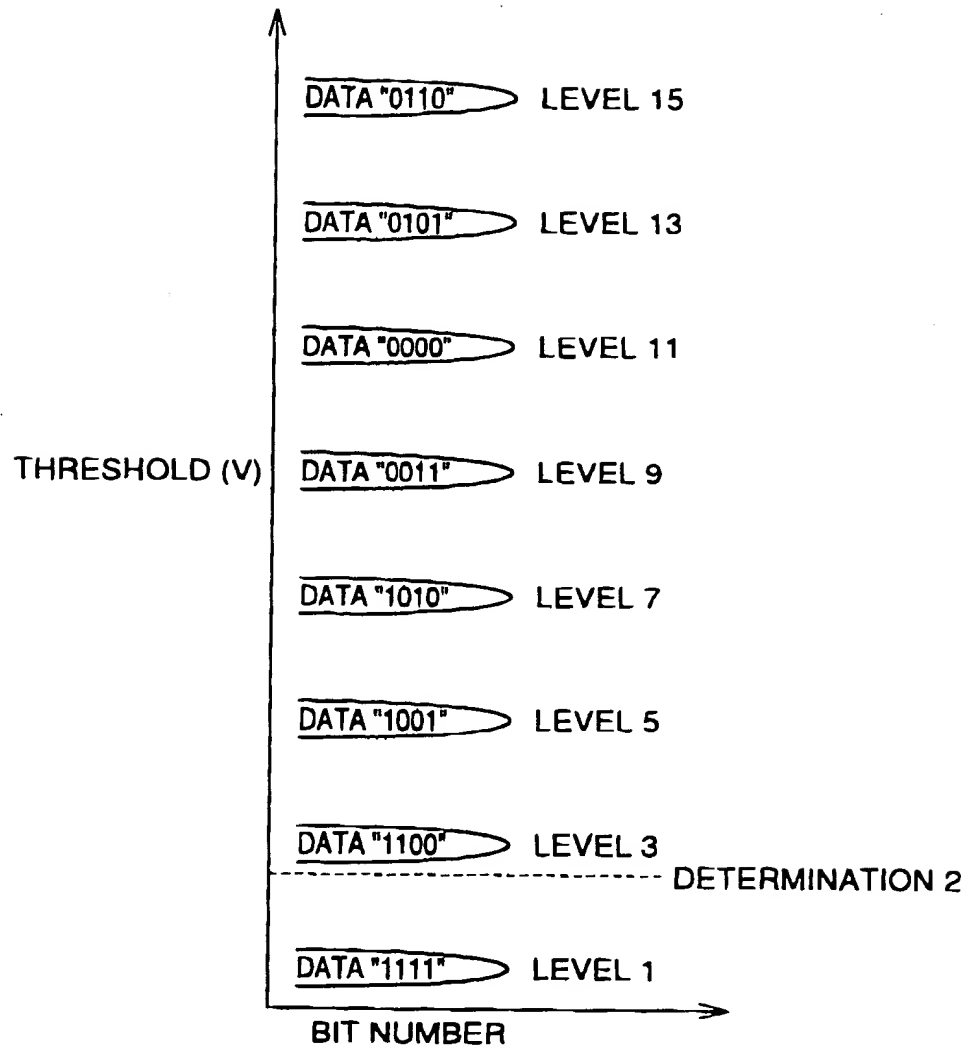 DATA "0110" LEVEL 15
DATA "0101" LEVEL 13
DATA "0000" LEVEL 11
THRESHOLD (V) DATA "0011" LEVEL 9
DATA "1010" LEVEL 7
DATA "1001" LEVEL 5
DATA "1100" LEVEL 3
DETERMINATION 2
DATA "1111" LEVEL 1
BIT NUMBER